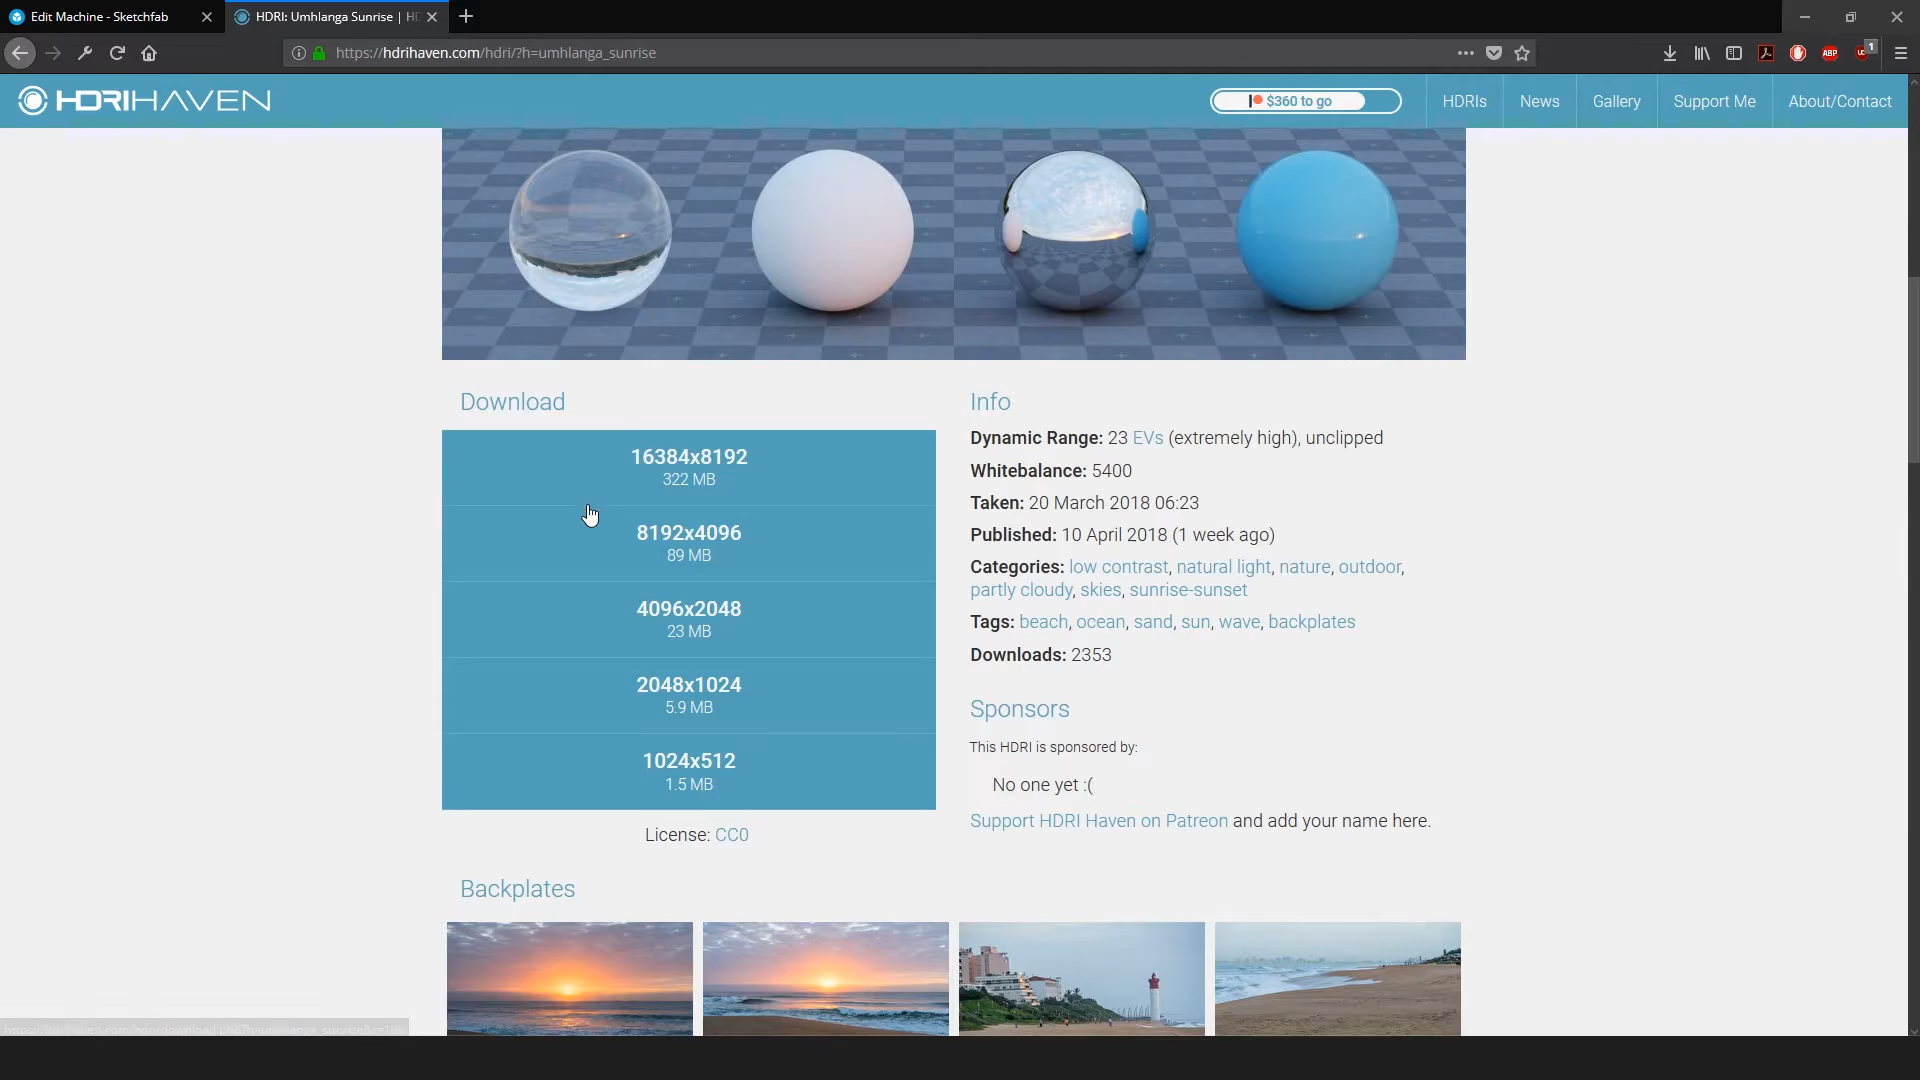 Edit Machine - Sketchfab
HDRI: Umhlanga Sunrise | HD
https://hdrihaven.com/hdri/?h=umhlanga_sunrise
ABP
1
HDRIHAVEN
$360 to go
HDRIs
News
Gallery
Support Me
About/Contact
Download
16384x8192
322 MB
8192x4096
89 MB
4096x2048
23 MB
2048x1024
5.9 MB
1024x512
1.5 MB
License: CC0
Info
Dynamic Range: 23 EVs (extremely high), unclipped
Whitebalance: 5400
Taken: 20 March 2018 06:23
Published: 10 April 2018 (1 week ago)
Categories: low contrast, natural light, nature, outdoor,
partly cloudy, skies, sunrise-sunset
Tags: beach, ocean, sand, sun, wave, backplates
Downloads: 2353
Sponsors
This HDRI is sponsored by:
No one yet :(
Support HDRI Haven on Patreon and add your name here.
Backplates